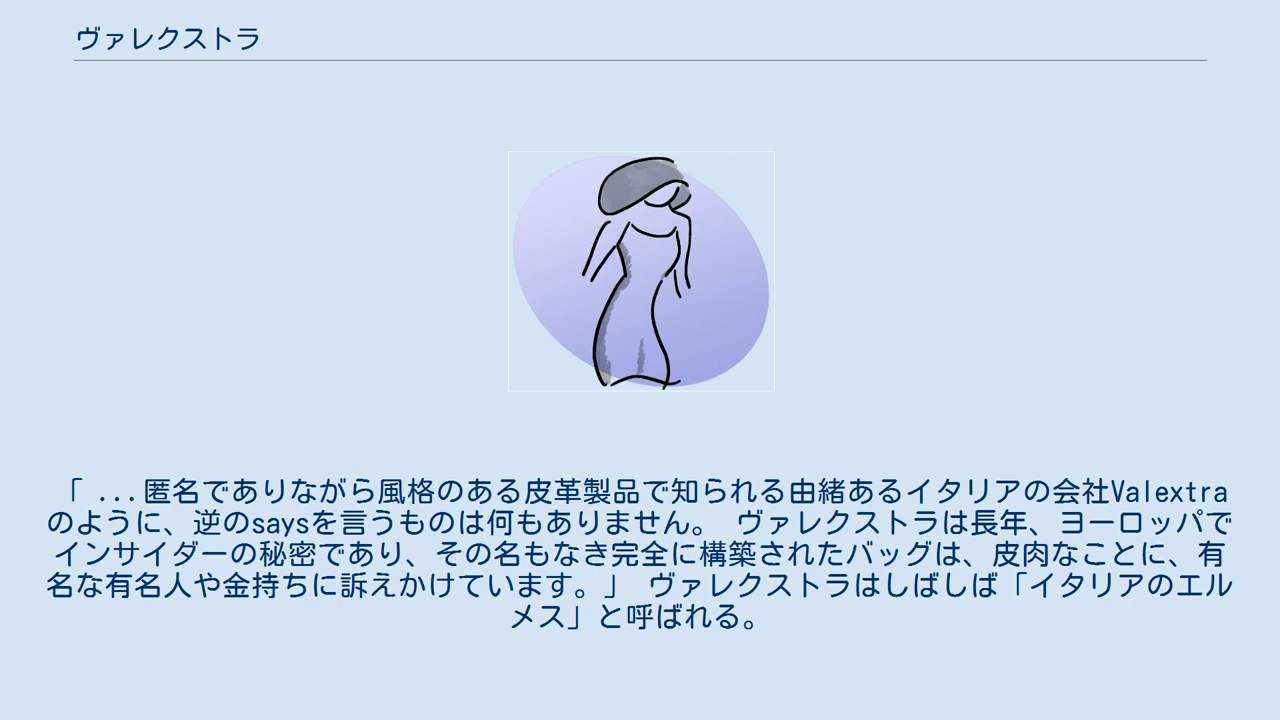 ヴァレクストラ
「 ...匿名でありながら風格のある皮革製品で知られる由緒あるイタリアの会社Valextra
のように、逆のsaysを言うものは何もありません。 ヴァレクストラは長年、ヨーロッパで
インサイダーの秘密であり、その名もなき完全に構築されたバッグは、皮肉なことに、有
名な有名人や金持ちに訴えかけています。」 ヴァレクストラはしばしば「イタリアのエル
メス」と呼ばれる。